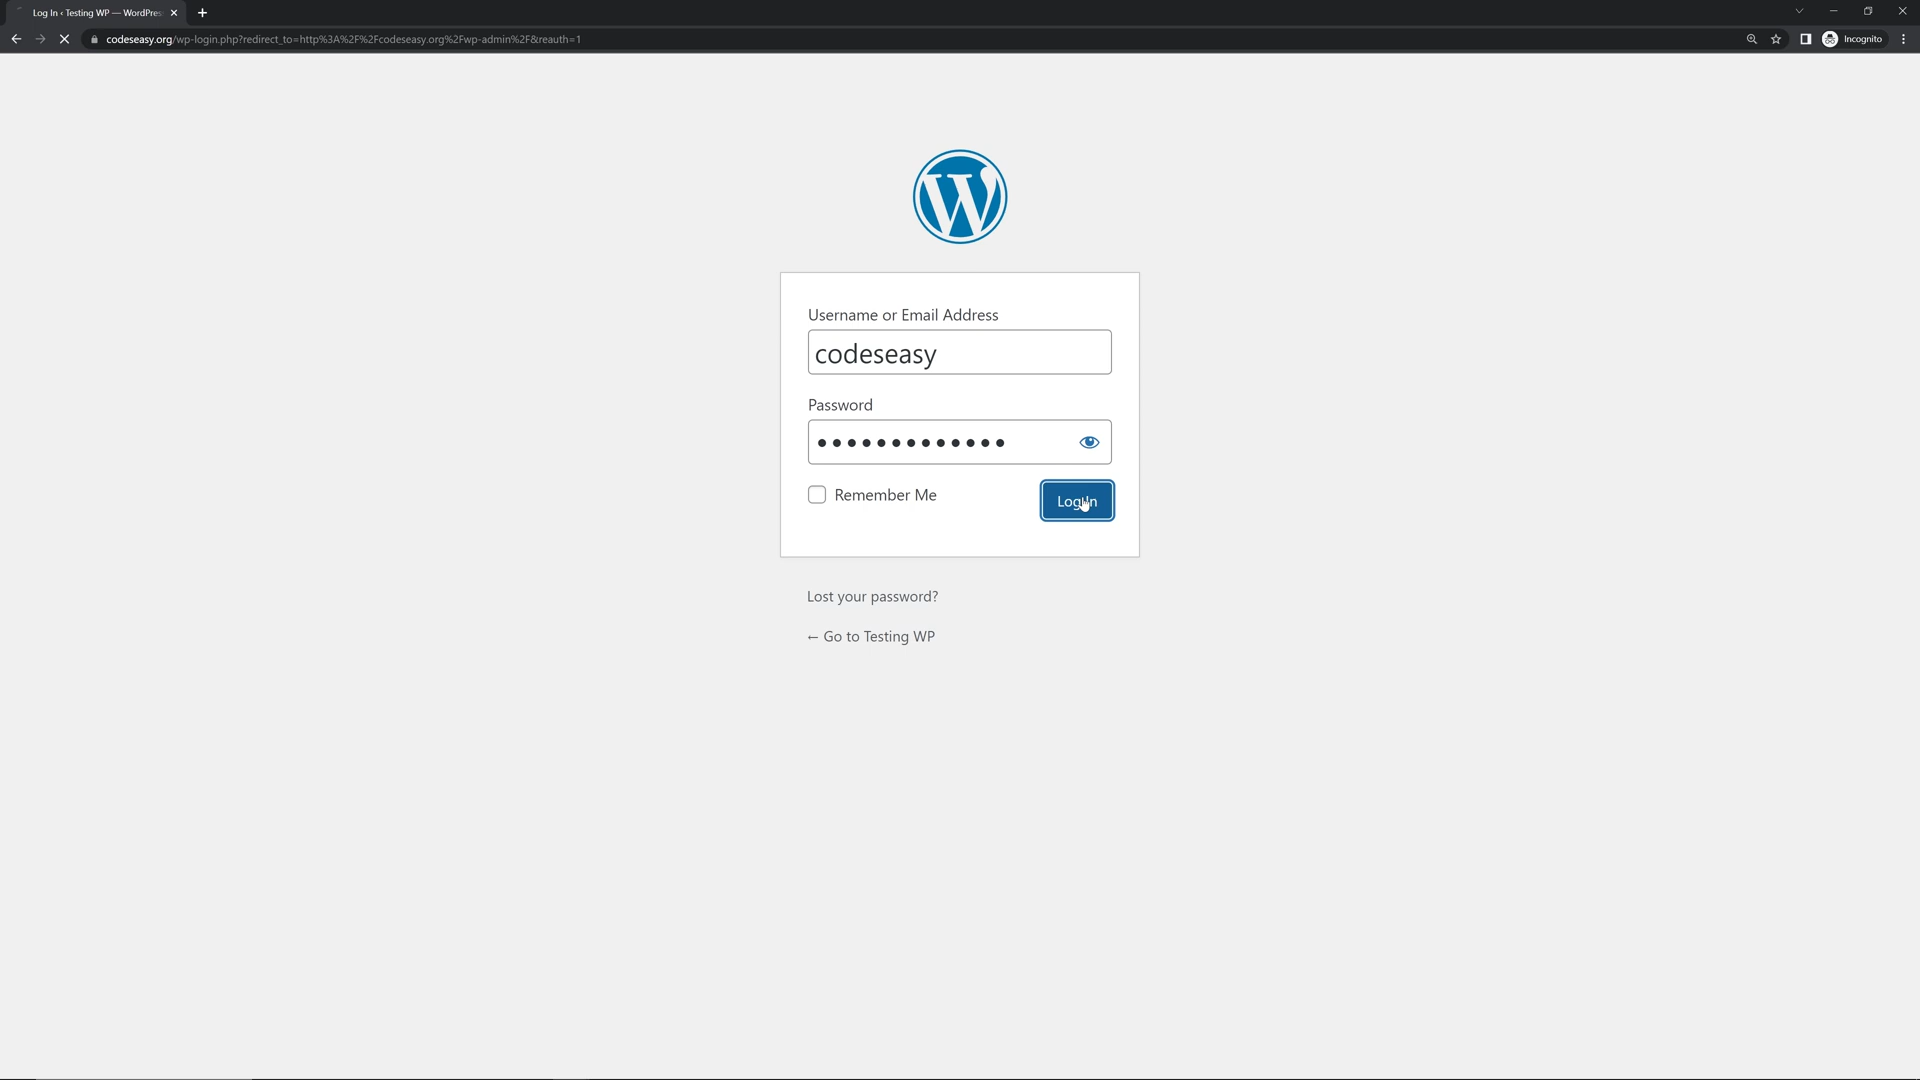 Log In ‹ Testing WP — WordPres
codeseasy.org/wp-login.php?redirect_to=http%3A%2F%2Fcodeseasy.org%2Fwp-admin%2F&reauth=1
Incognito
Username or Email Address
codeseasy
Password
Remember Me
Log In
Lost your password?
← Go to Testing WP